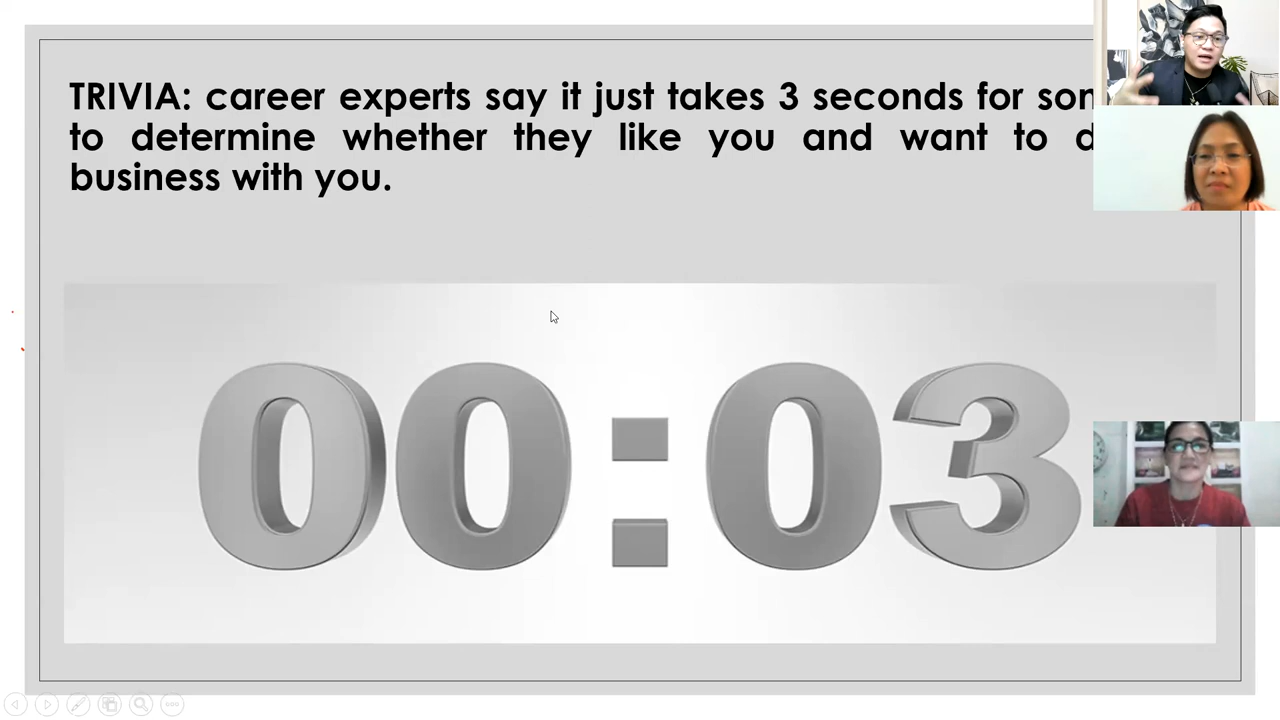 TRIVIA: career experts say it just takes 3 seconds for
to determine whether they like you and want to
business with you.
00:03